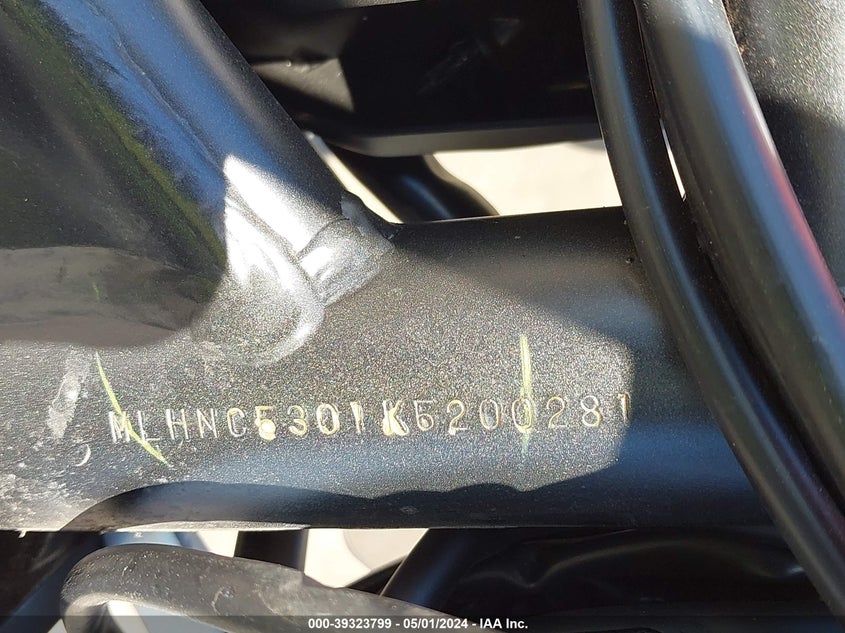 MLHNC5301K5200281
000-39323799 - 05/01/2024 - IAA Inc.